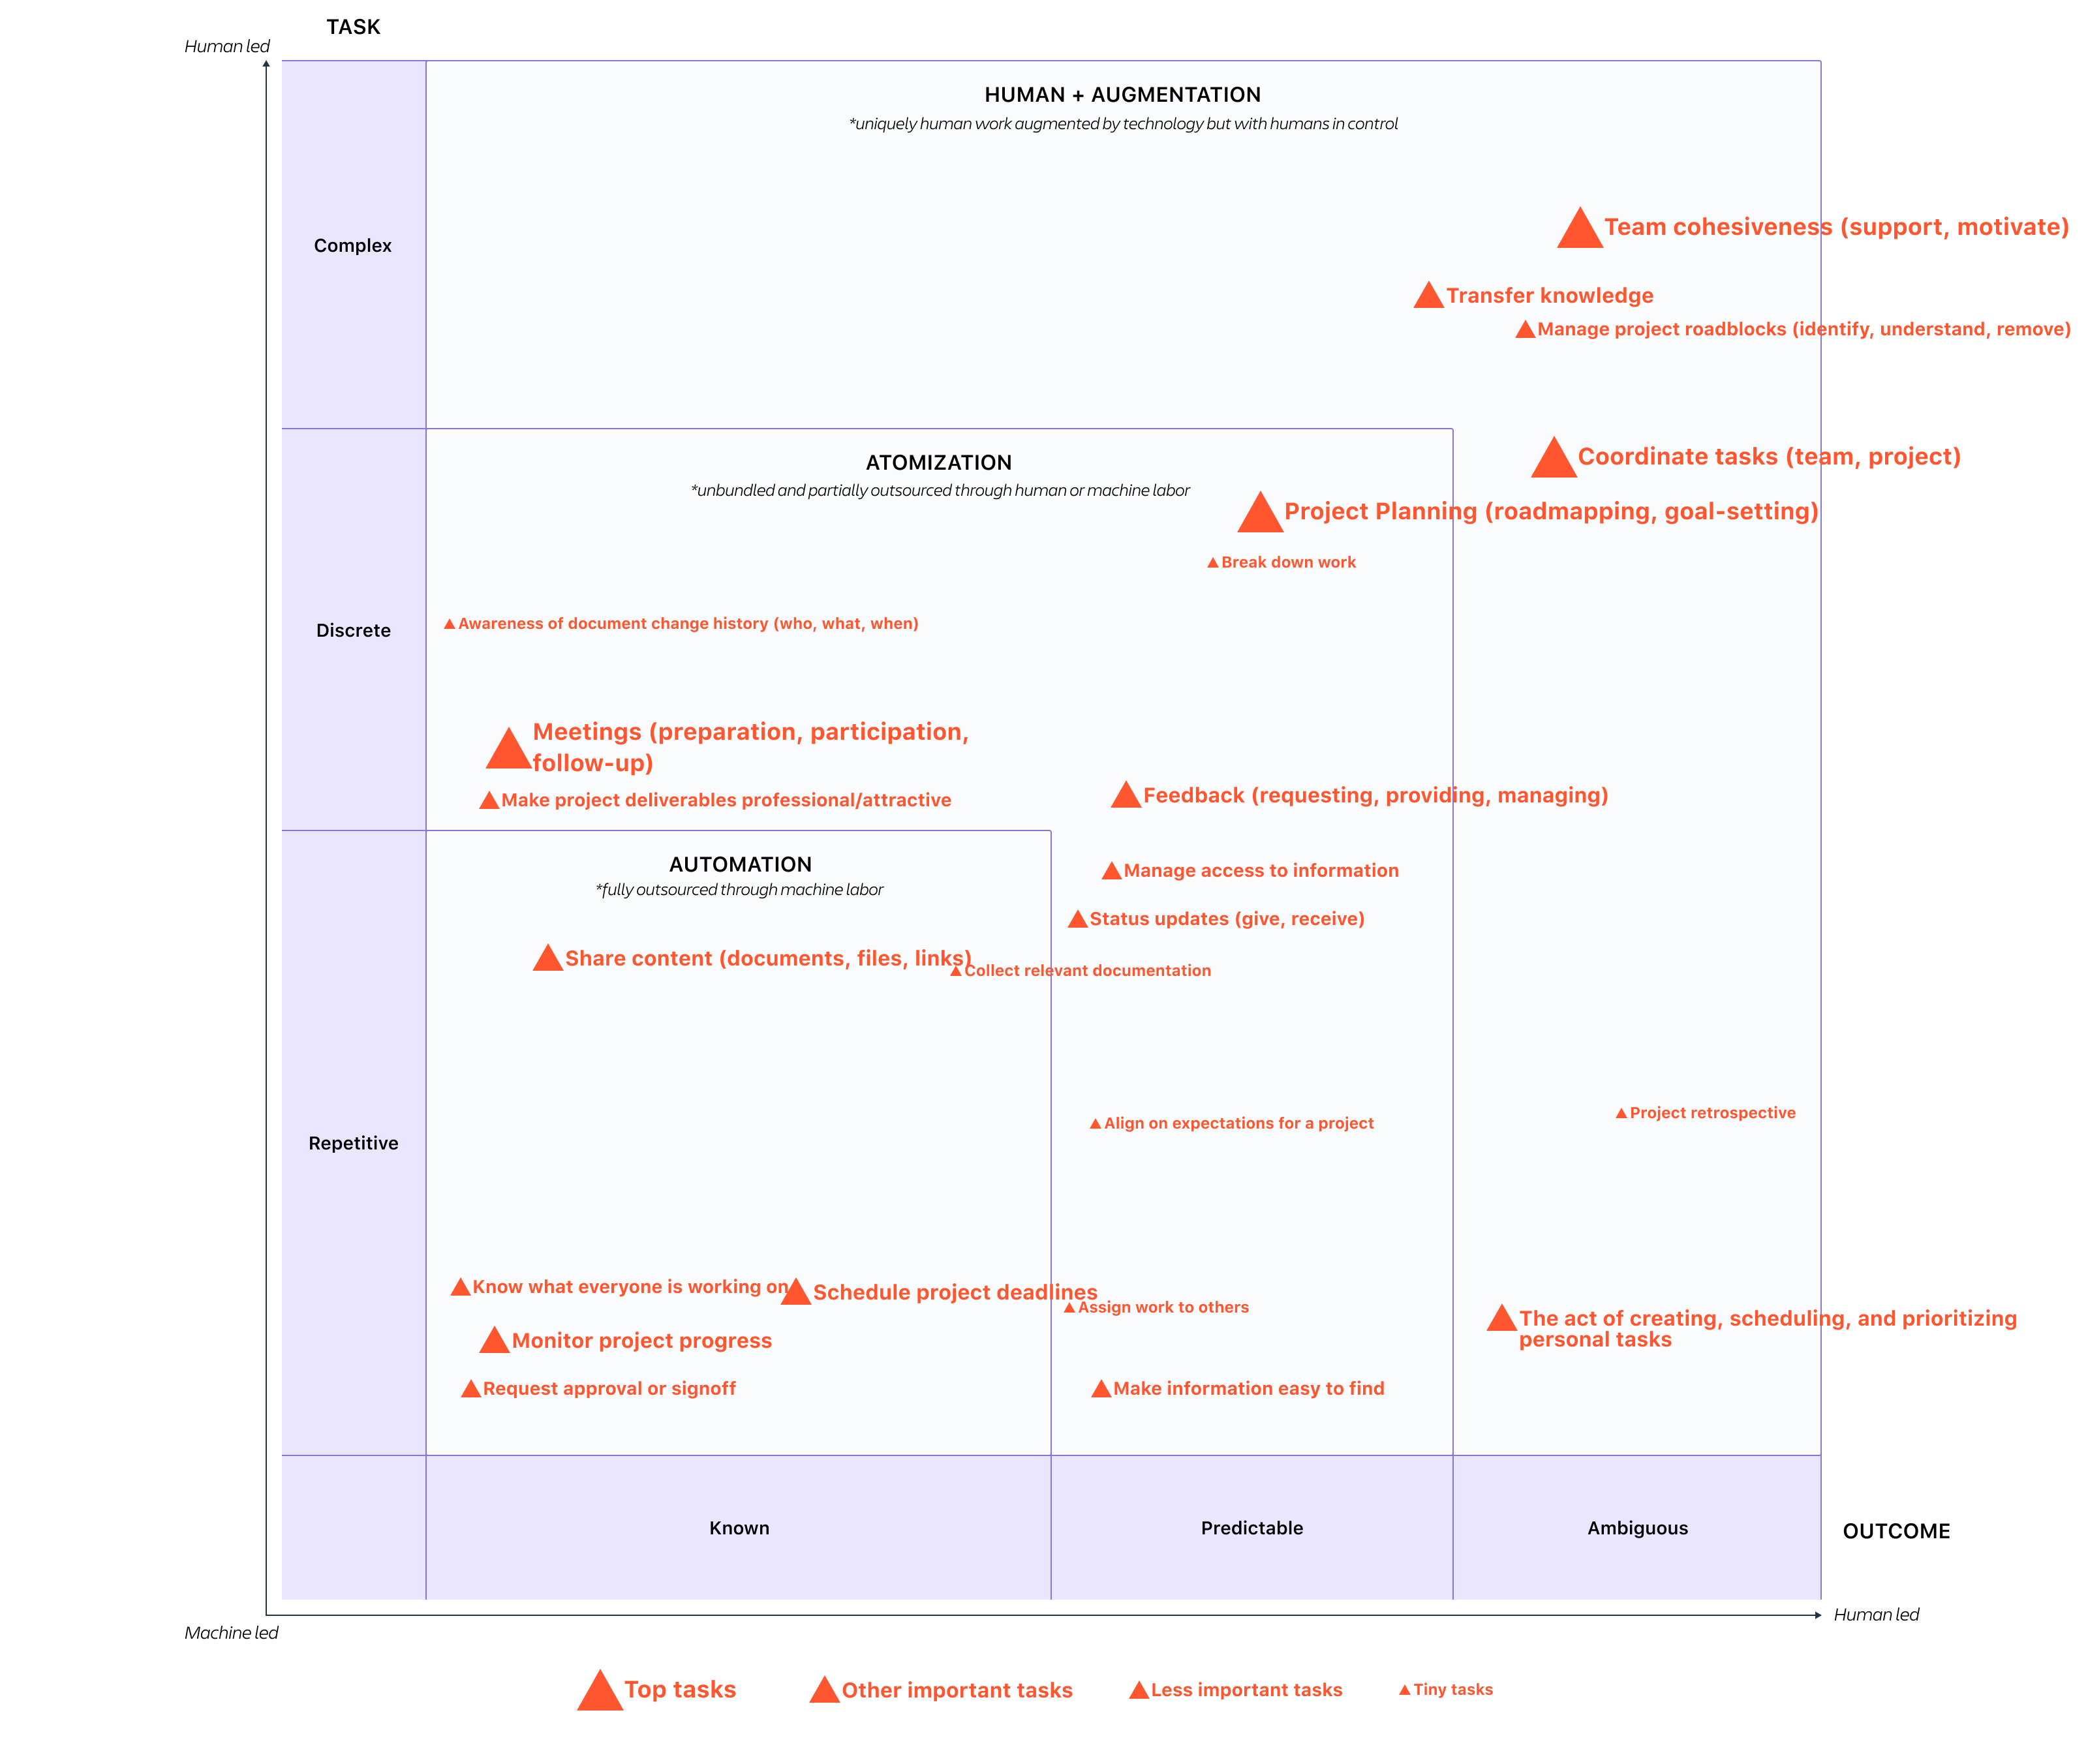 TASK
Human led
HUMAN + AUGMENTATION
*uniquely human work augmented by technology but with humans in control
Team cohesiveness (support, motivate)
Complex
Transfer knowledge
Manage project roadblocks (identify, understand, remove)
ATOMIZATION
*unbundled and partially outsourced through human or machine labor
Coordinate tasks (team, project)
Project Planning (roadmapping, goal-setting)
Break down work
Awareness of document change history (who, what, when)
Discrete
Meetings (preparation, participation,
follow-up)
Make project deliverables professional/attractive
Feedback (requesting, providing, managing)
AUTOMATION
*fully outsourced through machine labor
Manage access to information
Status updates (give, receive)
Share content (documents, files, links)
Collect relevant documentation
Align on expectations for a project
Project retrospective
Repetitive
Know what everyone is working on
Schedule project deadlines
Assign work to others
The act of creating, scheduling, and prioritizing
personal tasks
Monitor project progress
Request approval or signoff
Make information easy to find
Known
Predictable
Ambiguous
OUTCOME
Human led
Machine led
Top tasks
Other important tasks
Less important tasks
Tiny tasks